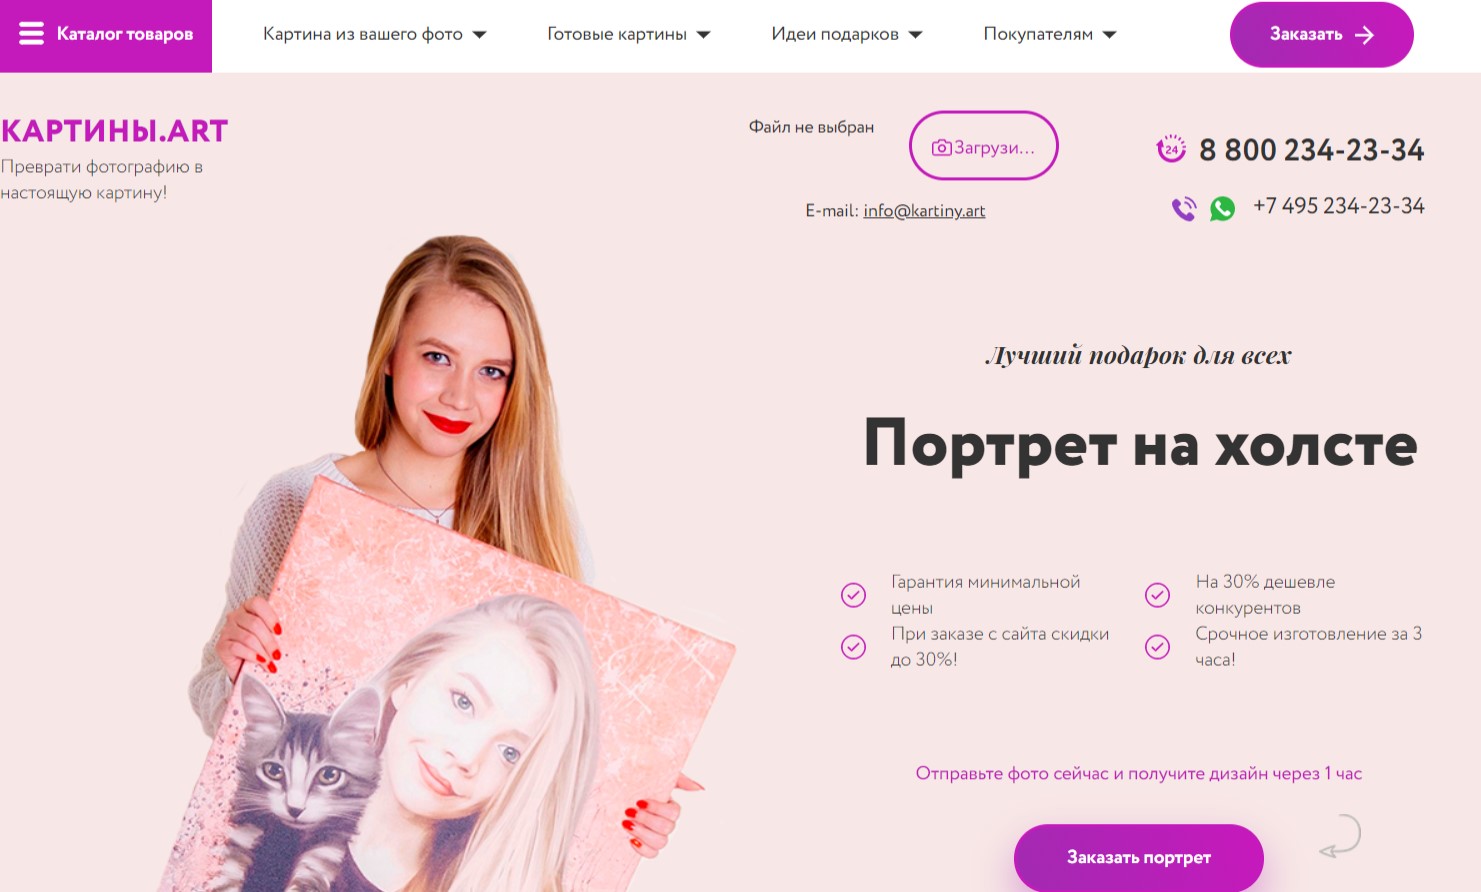 Каталог товаров
Картина из вашего фото
Готовые картины
Идеи подарков
Покупателям
Заказать
КАРТИНЫ.ART
Преврати фотографию в
настоящую картину!
Файл не выбран
Загрузи...
E-mail: info@kartiny.art
24
8 800 234-23-34
+7 495 234-23-34
Лучший подарок для всех
Портрет на холсте
Гарантия минимальной
цены
На 30% дешевле
конкурентов
При заказе с сайта скидки
до 30%!
Срочное изготовление за 3
часа!
Отправьте фото сейчас и получите дизайн через 1 час
Заказать портрет